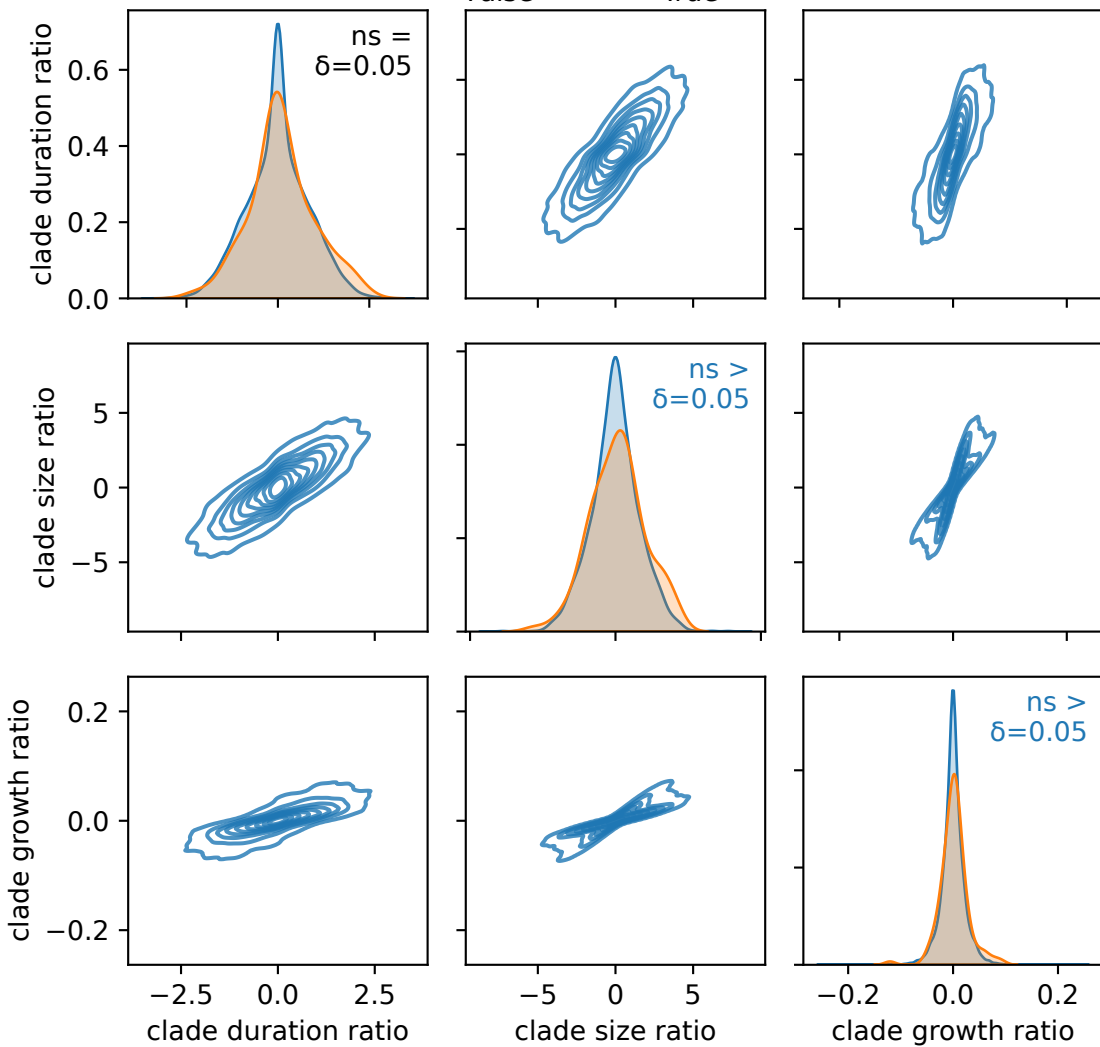 clade duration ratio
0.6
0.4
0.2
0.0
ns =
δ=0.05
clade size ratio
5
0
−5
ns >
δ=0.05
clade growth ratio
0.2
0.0
−0.2
ns >
δ=0.05
−2.5 0.0 2.5
−5 0 5
−0.2 0.0 0.2
clade duration ratio
clade size ratio
clade growth ratio